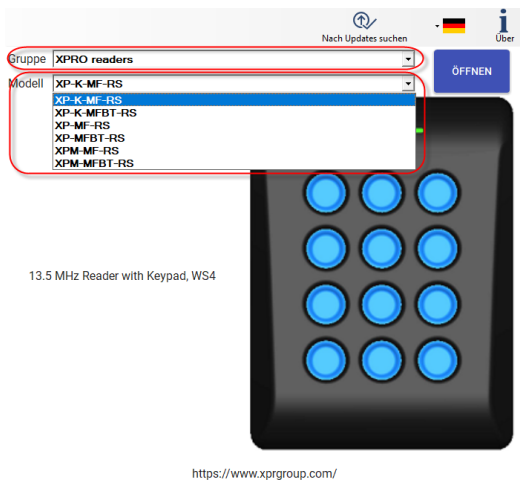 Nach Updates suchen
Über
Gruppe XPRO readers
ÖFFNEN
Modell XP-K-MF-RS
XP-K-MF-RS
XP-K-MFBT-RS
XP-MF-RS
XP-MFBT-RS
XPM-MF-RS
XPM-MFBT-RS
13.5 MHz Reader with Keypad, WS4
https://www.xprgroup.com/